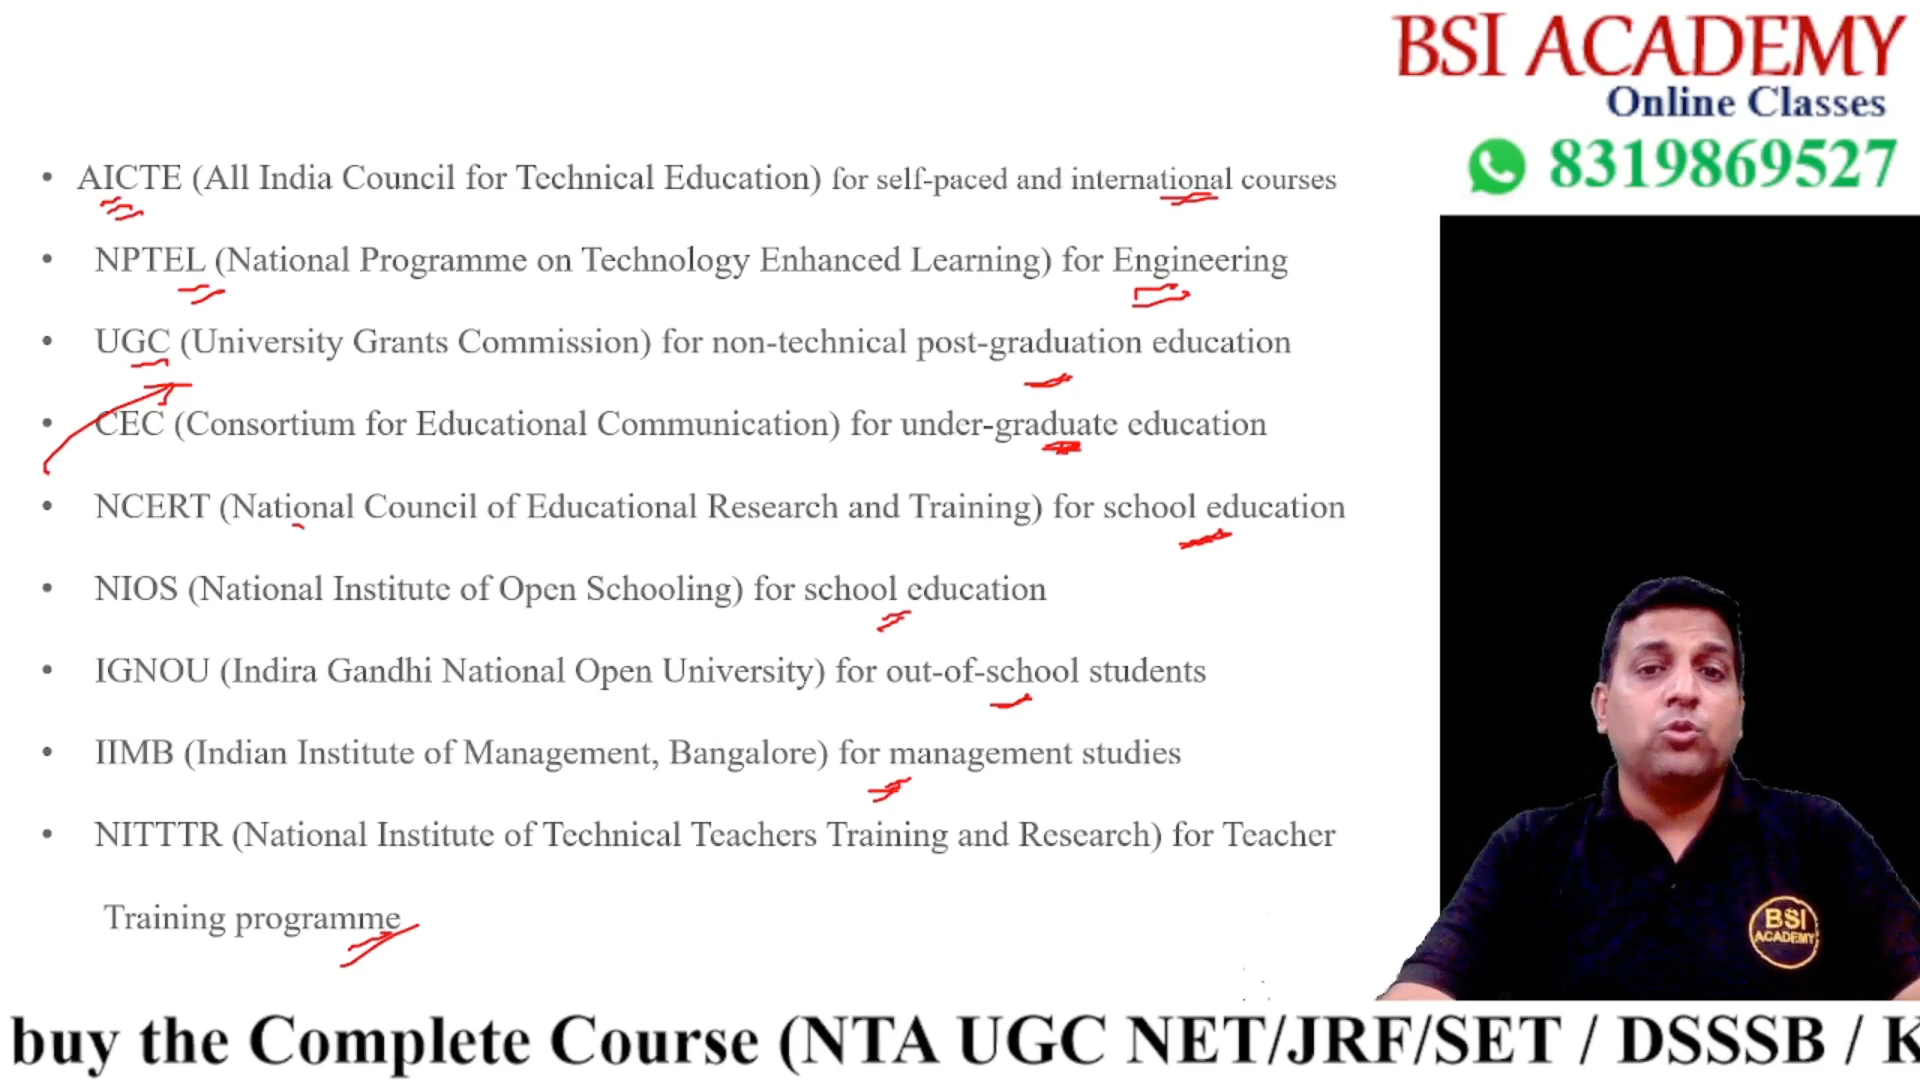 BSI ACADEMY
Online Classes
8319869527
• AICTE (All India Council for Technical Education) for self-paced and international courses
• NPTEL (National Programme on Technology Enhanced Learning) for Engineering
• UGC (University Grants Commission) for non-technical post-graduation education
• CEC (Consortium for Educational Communication) for under-graduate education
• NCERT (National Council of Educational Research and Training) for school education
• NIOS (National Institute of Open Schooling) for school education
• IGNOU (Indira Gandhi National Open University) for out-of-school students
• IIMB (Indian Institute of Management, Bangalore) for management studies
• NITTTR (National Institute of Technical Teachers Training and Research) for Teacher
Training programme
BSI
ACADEMY
buy the Complete Course (NTA UGC NET/JRF/SET / DSSSB / K